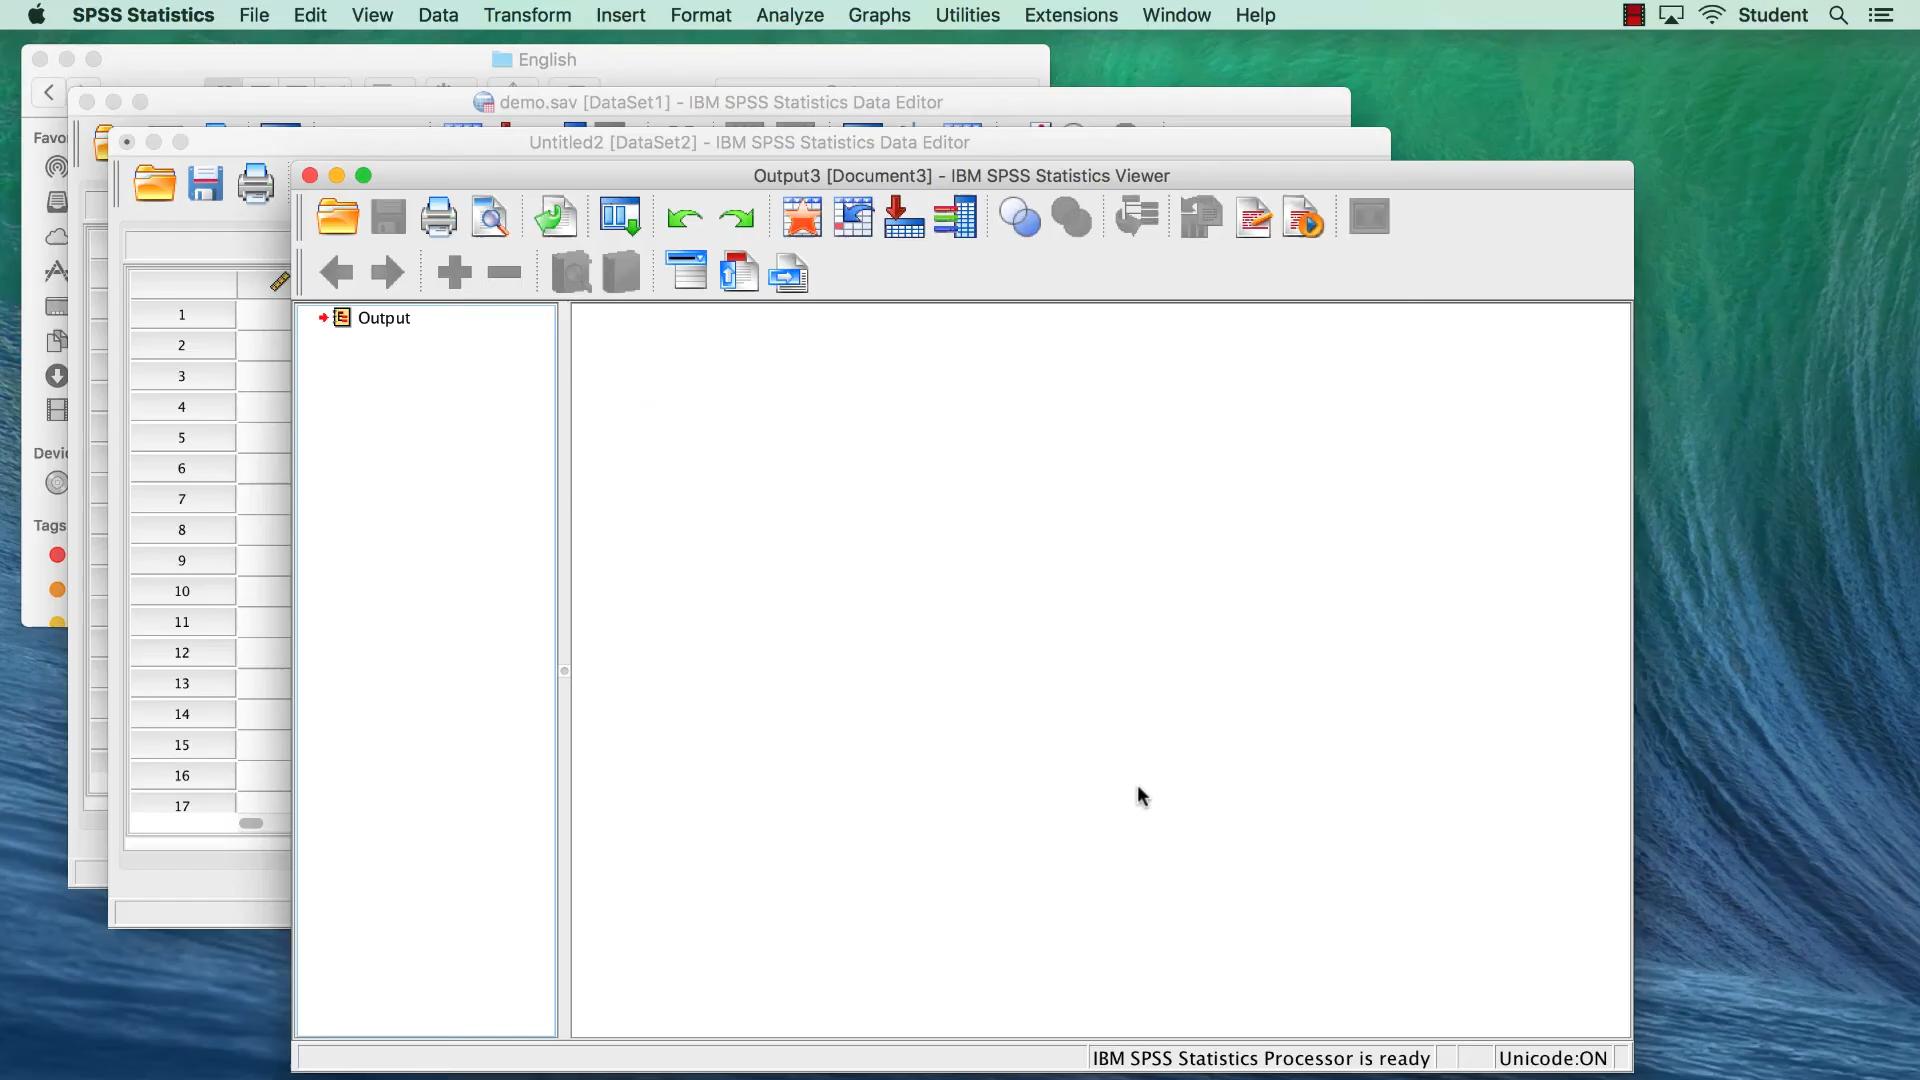 SPSS Statistics File Edit View Data Transform Insert Format Analyze Graphs Utilities Extensions Window Help Student
English
demo.sav [DataSet1] - IBM SPSS Statistics Data Editor
Untitled2 [DataSet2] - IBM SPSS Statistics Data Editor
Output3 [Document3] - IBM SPSS Statistics Viewer
Favo
Devic
Tags
1
2
3
4
5
6
7
8
9
10
11
12
13
14
15
16
17
Output
IBM SPSS Statistics Processor is ready Unicode:ON